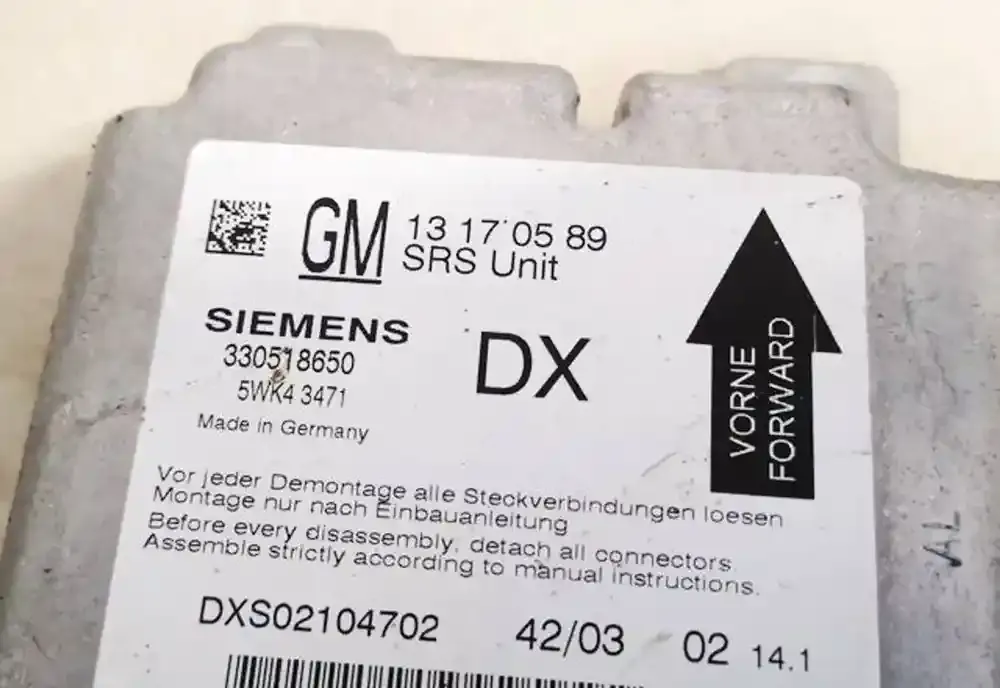 GM 13 17 05 89
SRS Unit
SIEMENS
330518650
5WK4 3471
Made in Germany
DX
VORNE
FORWARD
Vor jeder Demontage alle Steckverbindungen loesen
Montage nur nach Einbauanleitung
Before every disassembly, detach all connectors.
Assemble strictly according to manual instructions.
DXS02104702 42/03 02 14.1
AL